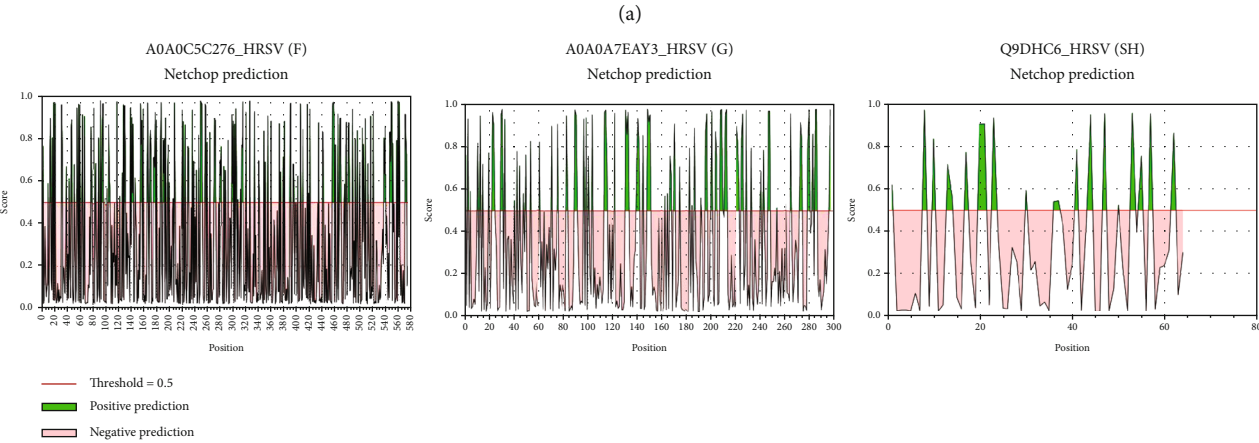 (a)
A0A0C5C276_HRSV (F)
Netchop prediction
1.0
0.8
0.6
0.4
0.2
0.0
Score
0 20 40 60 80 100 120 140 160 180 200 220 240 260 280 300 320 340 360 380 400 420 440 460 480 500 520 540 560 580
Position
A0A0A7EAY3_HRSV (G)
Netchop prediction
1.0
0.8
0.6
0.4
0.2
0.0
Score
0 20 40 60 80 100 120 140 160 180 200 220 240 260 280 300
Position
Q9DHC6_HRSV (SH)
Netchop prediction
1.0
0.8
0.6
0.4
0.2
0.0
Score
0 20 40 60 80
Position
Threshold = 0.5
Positive prediction
Negative prediction